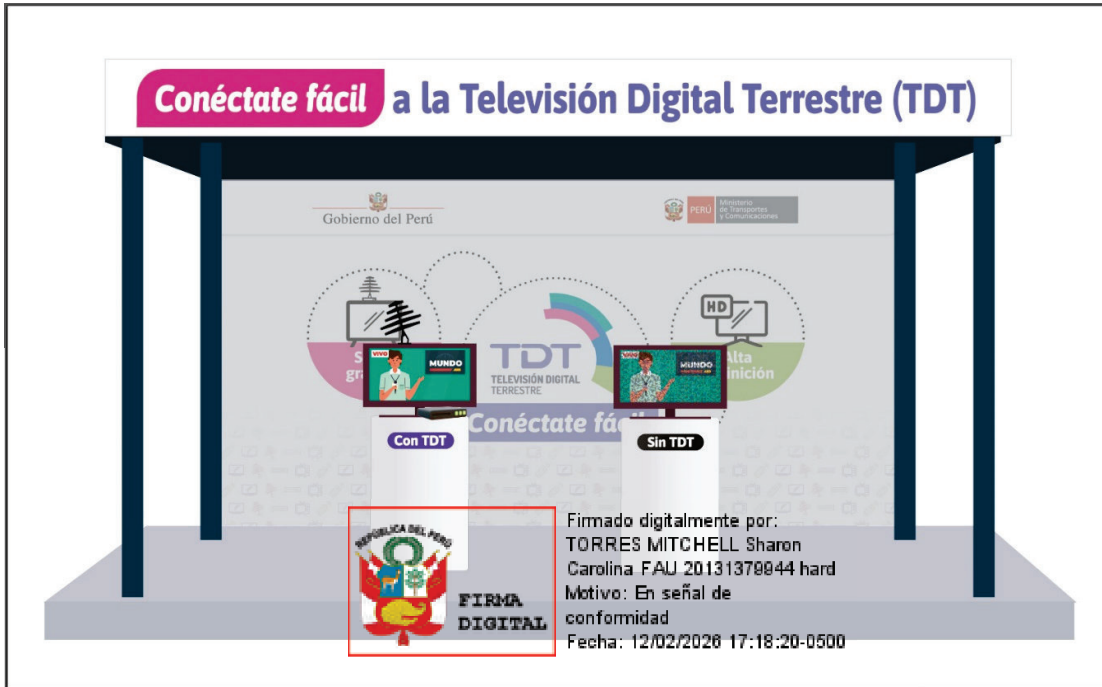 Conéctate fácil a la Televisión Digital Terrestre (TDT)
Gobierno del Perú
PERÚ
Ministerio
de Transportes
y Comunicaciones
HD
TDT
TELEVISIÓN DIGITAL
TERRESTRE
Alta
VIVO
MUNDO
VIVO
MUNDO
Conéctate
Con TDT
Sin TDT
REPÚBLICA DEL PERÚ
FIRMA
DIGITAL
Firmado digitalmente por:
TORRES MITCHELL Sharon
Carolina FAU 20131379944 hard
Motivo: En señal de
conformidad
Fecha: 12/02/2026 17:18:20-0500